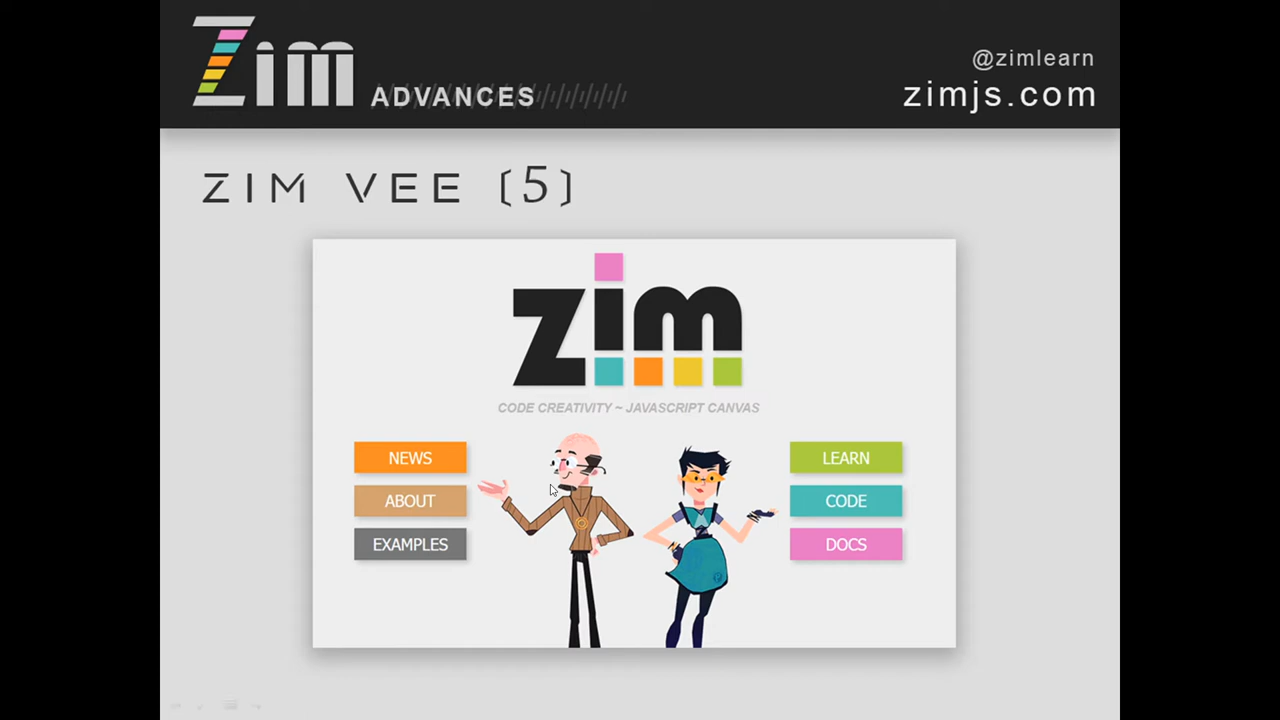 Zim ADVANCES
@zimlearn
zimjs.com
ZIM VEE (5)
zim
CODE CREATIVITY ~ JAVASCRIPT CANVAS
NEWS
ABOUT
EXAMPLES
LEARN
CODE
DOCS